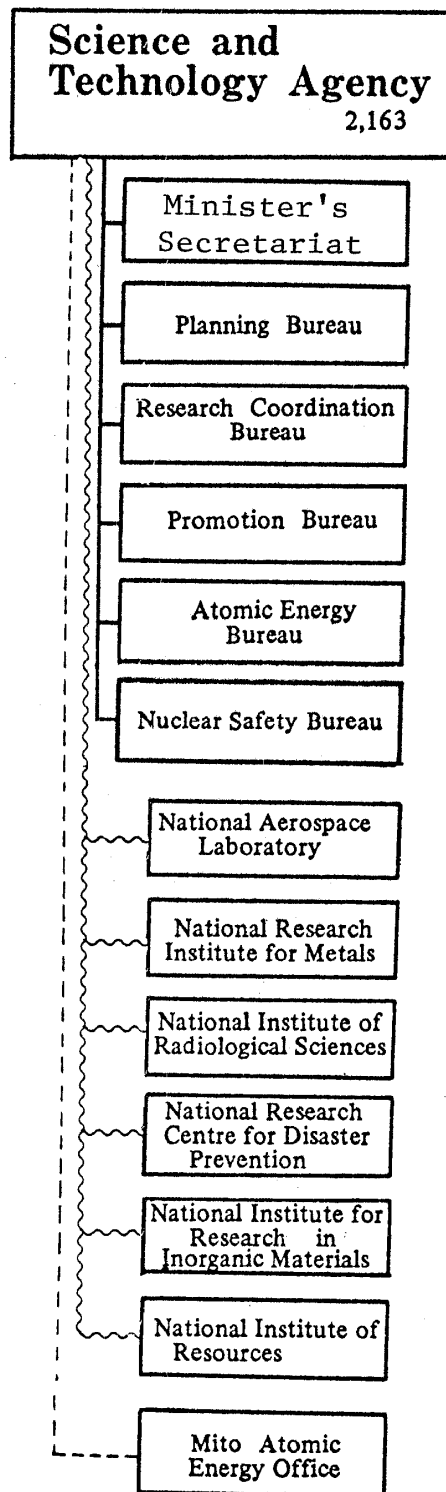 Science and
Technology Agency
2,163
Minister's
Secretariat
Planning Bureau
Research Coordination
Bureau
Promotion Bureau
Atomic Energy
Bureau
Nuclear Safety Bureau
National Aerospace
Laboratory
National Research
Institute for Metals
National Institute of
Radiological Sciences
National Research
Centre for Disaster
Prevention
National Institute for
Research in
Inorganic Materials
National Institute of
Resources
Mito Atomic
Energy Office